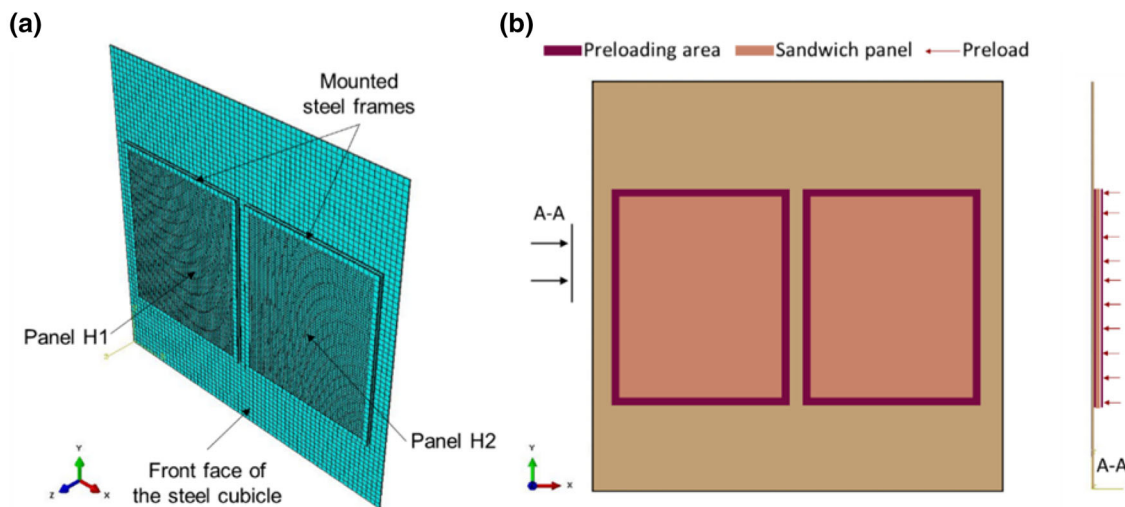 (a)
Mounted
steel frames
Panel H1
Panel H2
Front face of
the steel cubicle
Y
Z
X
(b)
Preloading area
Sandwich panel
Preload
A-A
A-A
Y
X